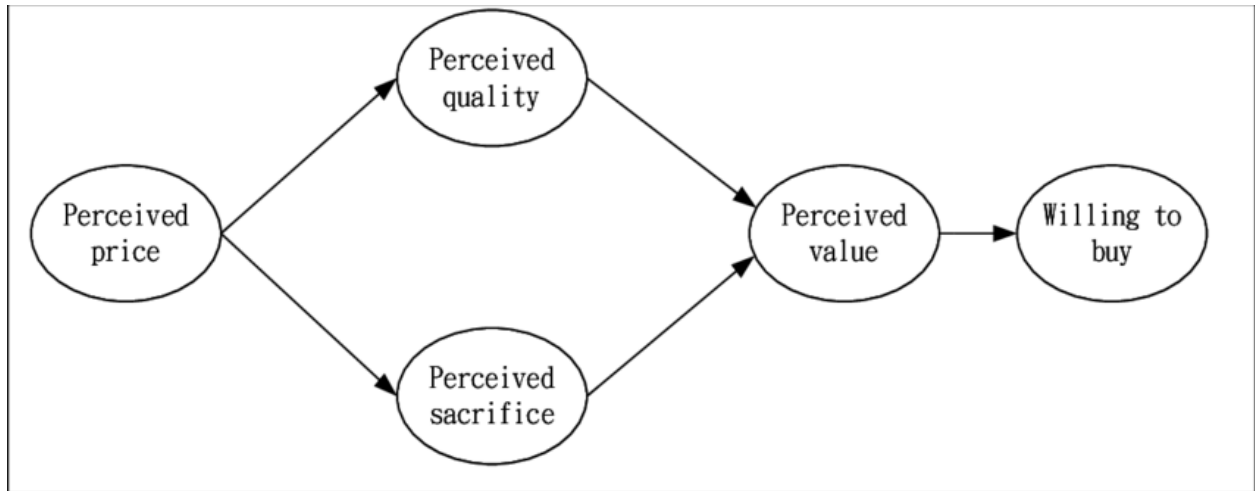 Perceived
quality
Perceived
price
Perceived
value
Willing to
buy
Perceived
sacrifice